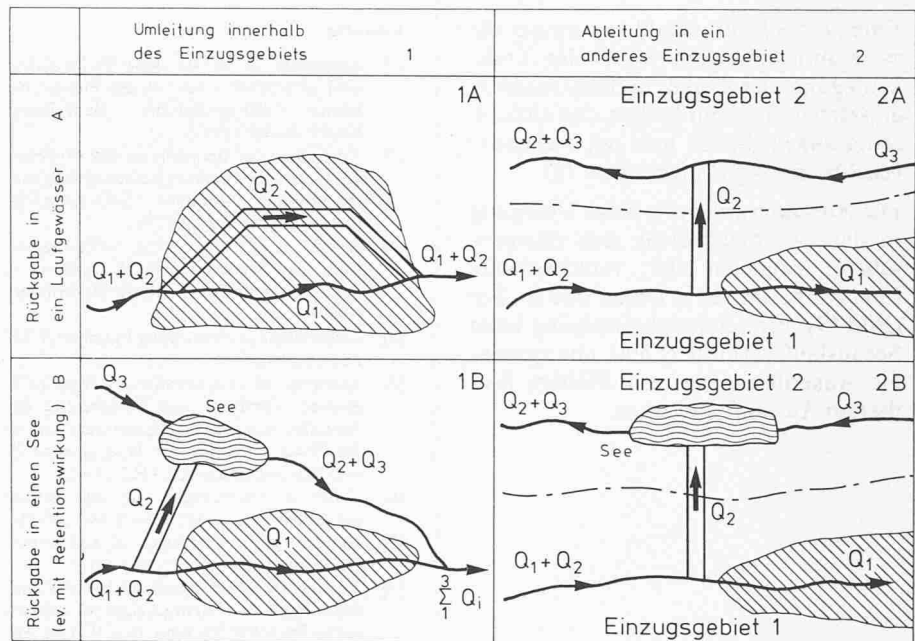 Umleitung innerhalb
des Einzugsgebiets 1
Ableitung in ein
anderes Einzugsgebiet 2
Rückgabe in
ein Laufgewässer A
1A
Q₂
Q₁+Q₂
Q₁+Q₂
Q₁
Einzugsgebiet 2 2A
Q₂+Q₃
Q₃
Q₂
Q₁+Q₂
Q₁
Einzugsgebiet 1
Rückgabe in einen See B
(ev. mit Retentionswirkung)
1B
Q₃
See
Q₂+Q₃
Q₂
Q₁
Q₁+Q₂
3
∑ Qᵢ
1
Einzugsgebiet 2 2B
Q₂+Q₃
Q₃
See
Q₂
Q₁+Q₂
Q₁
Einzugsgebiet 1